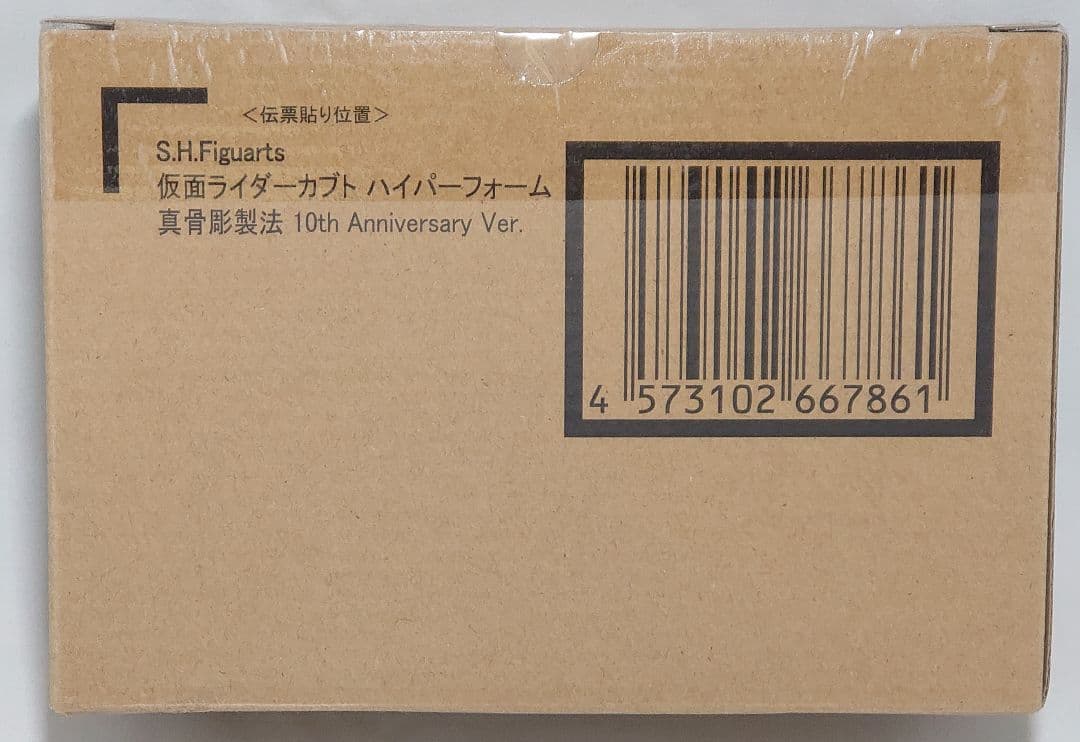 ＜伝票貼り位置＞
S.H.Figuarts
仮面ライダーカブト ハイパーフォーム
真骨彫製法 10th Anniversary Ver.
4 573102 667861